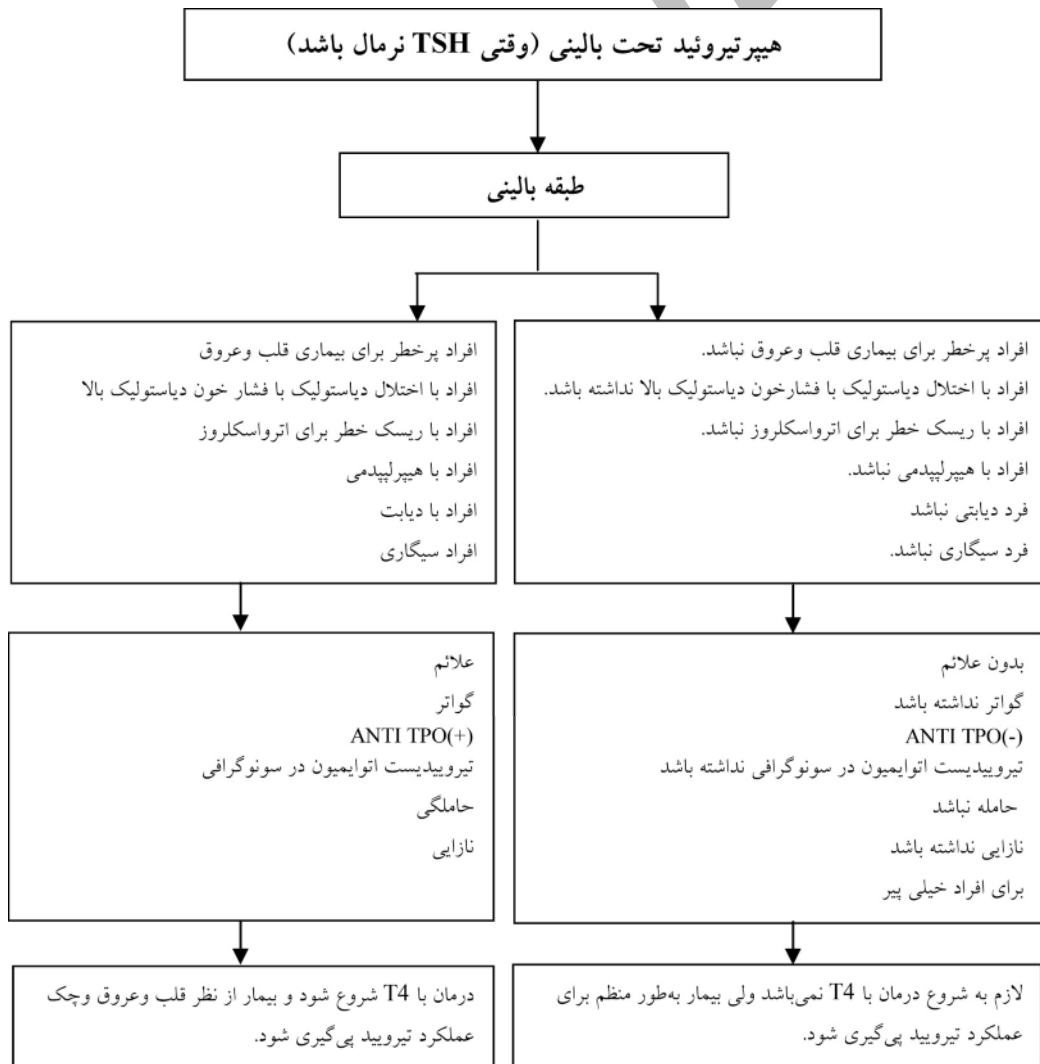 هیپرتیروئید تحت بالینی (وقتی TSH نرمال باشد)
طبقه بالینی
افراد پرخطر برای بیماری قلب وعروق نباشد.
افراد با اختلال دیاستولیک با فشارخون دیاستولیک بالا نداشته باشد.
افراد با ریسک خطر برای اترواسکلروز نباشد.
افراد با هیپرلیپدمی نباشد.
فرد دیابتی نباشد
فرد سیگاری نباشد.
افراد پرخطر برای بیماری قلب وعروق
افراد با اختلال دیاستولیک با فشار خون دیاستولیک بالا
افراد با ریسک خطر برای اترواسکلروز
افراد با هیپرلیپدمی
افراد با دیابت
افراد سیگاری
بدون علائم
گواتر نداشته باشد
ANTI TPO(-)
تیروییدیست اتوایمیون در سونوگرافی نداشته باشد
حامله نباشد
نازایی نداشته باشد
برای افراد خیلی پیر
علائم
گواتر
ANTI TPO(+)
تیروییدیست اتوایمیون در سونوگرافی
حاملگی
نازایی
لازم به شروع درمان با T4 نمی‌باشد ولی بیمار به‌طور منظم برای
عملکرد تیرویید پی‌گیری شود.
درمان با T4 شروع شود و بیمار از نظر قلب وعروق وچک
عملکرد تیرویید پی‌گیری شود.